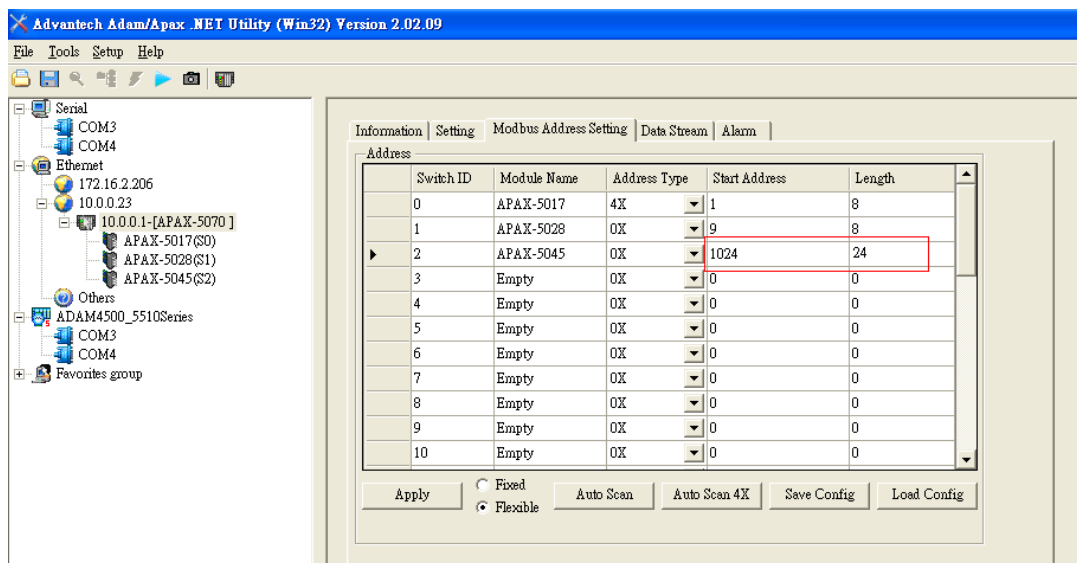 Advantech Adam/Apax .NET Utility (Win32) Version 2.02.09
File Tools Setup Help
Serial
COM3
COM4
Ethernet
172.16.2.206
10.0.0.23
10.0.0.1-[APAX-5070 ]
APAX-5017(S0)
APAX-5028(S1)
APAX-5045(S2)
Others
ADAM4500_5510Series
COM3
COM4
Favorites group
Information Setting Modbus Address Setting Data Stream Alarm
Address
Switch ID Module Name Address Type Start Address Length
0 APAX-5017 4X 1 8
1 APAX-5028 0X 9 8
2 APAX-5045 0X 1024 24
3 Empty 0X 0 0
4 Empty 0X 0 0
5 Empty 0X 0 0
6 Empty 0X 0 0
7 Empty 0X 0 0
8 Empty 0X 0 0
9 Empty 0X 0 0
10 Empty 0X 0 0
Apply Fixed Flexible Auto Scan Auto Scan 4X Save Config Load Config